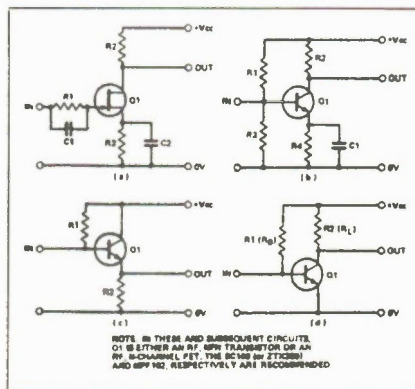 +Vcc
R2
OUT
R1
IN
Q1
C1
R3
C2
0V
(a)
+Vcc
R1
R2
OUT
IN
Q1
R3
R4
C1
0V
(b)
+Vcc
R1
IN
Q1
OUT
R2
0V
(c)
+Vcc
R1 (RB)
R2 (RL)
OUT
IN
Q1
0V
(d)
NOTE: IN THESE AND SUBSEQUENT CIRCUITS,
Q1 IS EITHER AN RF, NPN TRANSISTOR OR AN
RF, N-CHANNEL FET. THE BC108 (or ZTX300)
AND MPF102, RESPECTIVELY ARE RECOMMENDED